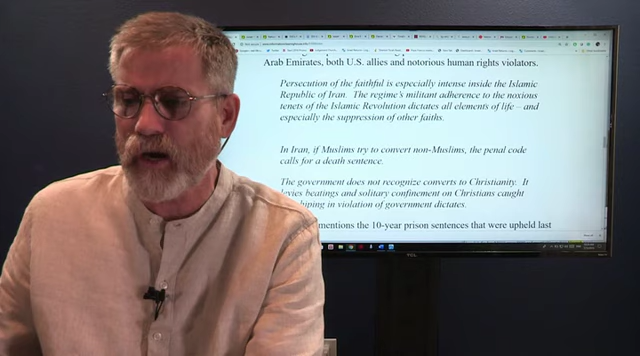 Arab Emirates, both U.S. allies and notorious human rights violators.
Persecution of the faithful is especially intense inside the Islamic
Republic of Iran. The regime's militant adherence to the noxious
tenets of the Islamic Revolution dictates all elements of life – and
especially the suppression of other faiths.
In Iran, if Muslims try to convert non-Muslims, the penal code
calls for a death sentence.
The government does not recognize converts to Christianity. It
levies beatings and solitary confinement on Christians caught
hiping in violation of government dictates.
mentions the 10-year prison sentences that were upheld last
TCL